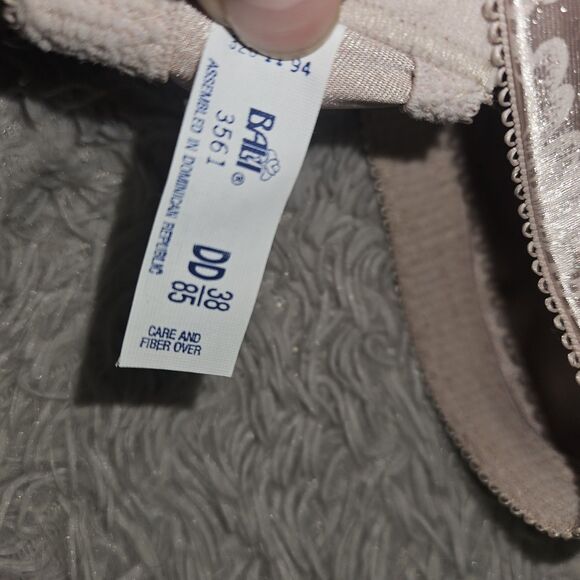 BALI®
3561
ASSEMBLED IN DOMINICAN REPUBLIC
DD 38
85
CARE AND
FIBER OVER